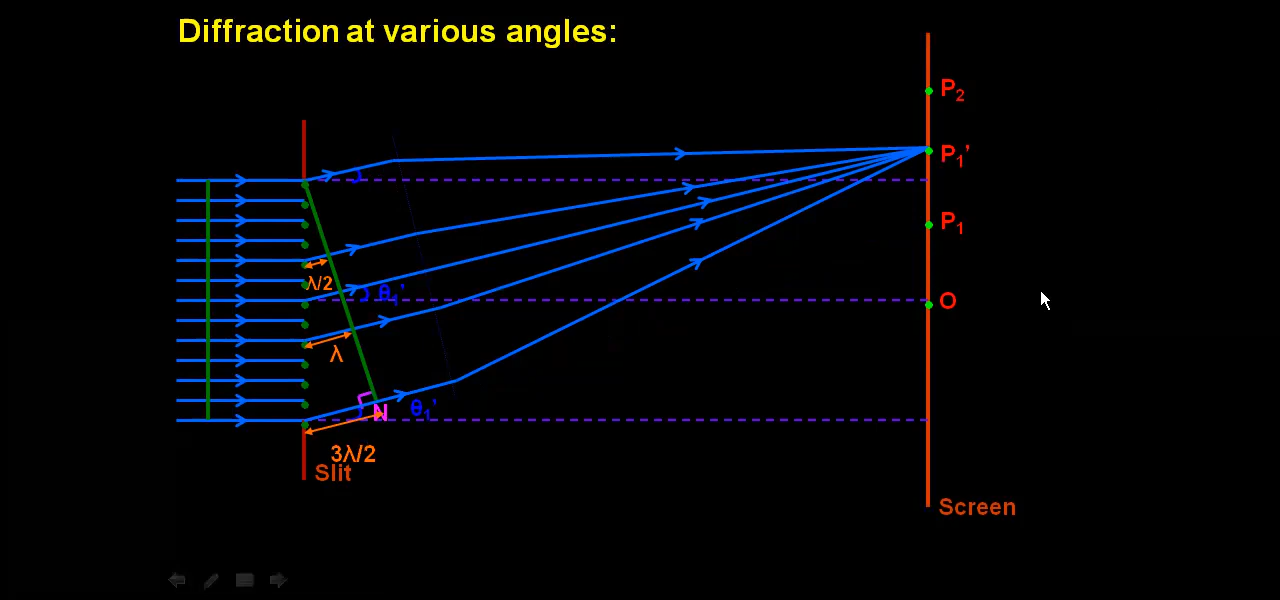 Diffraction at various angles:
P₂
P₁’
P₁
λ/2
θ₁’
O
λ
N
θ₁’
3λ/2
Slit
Screen